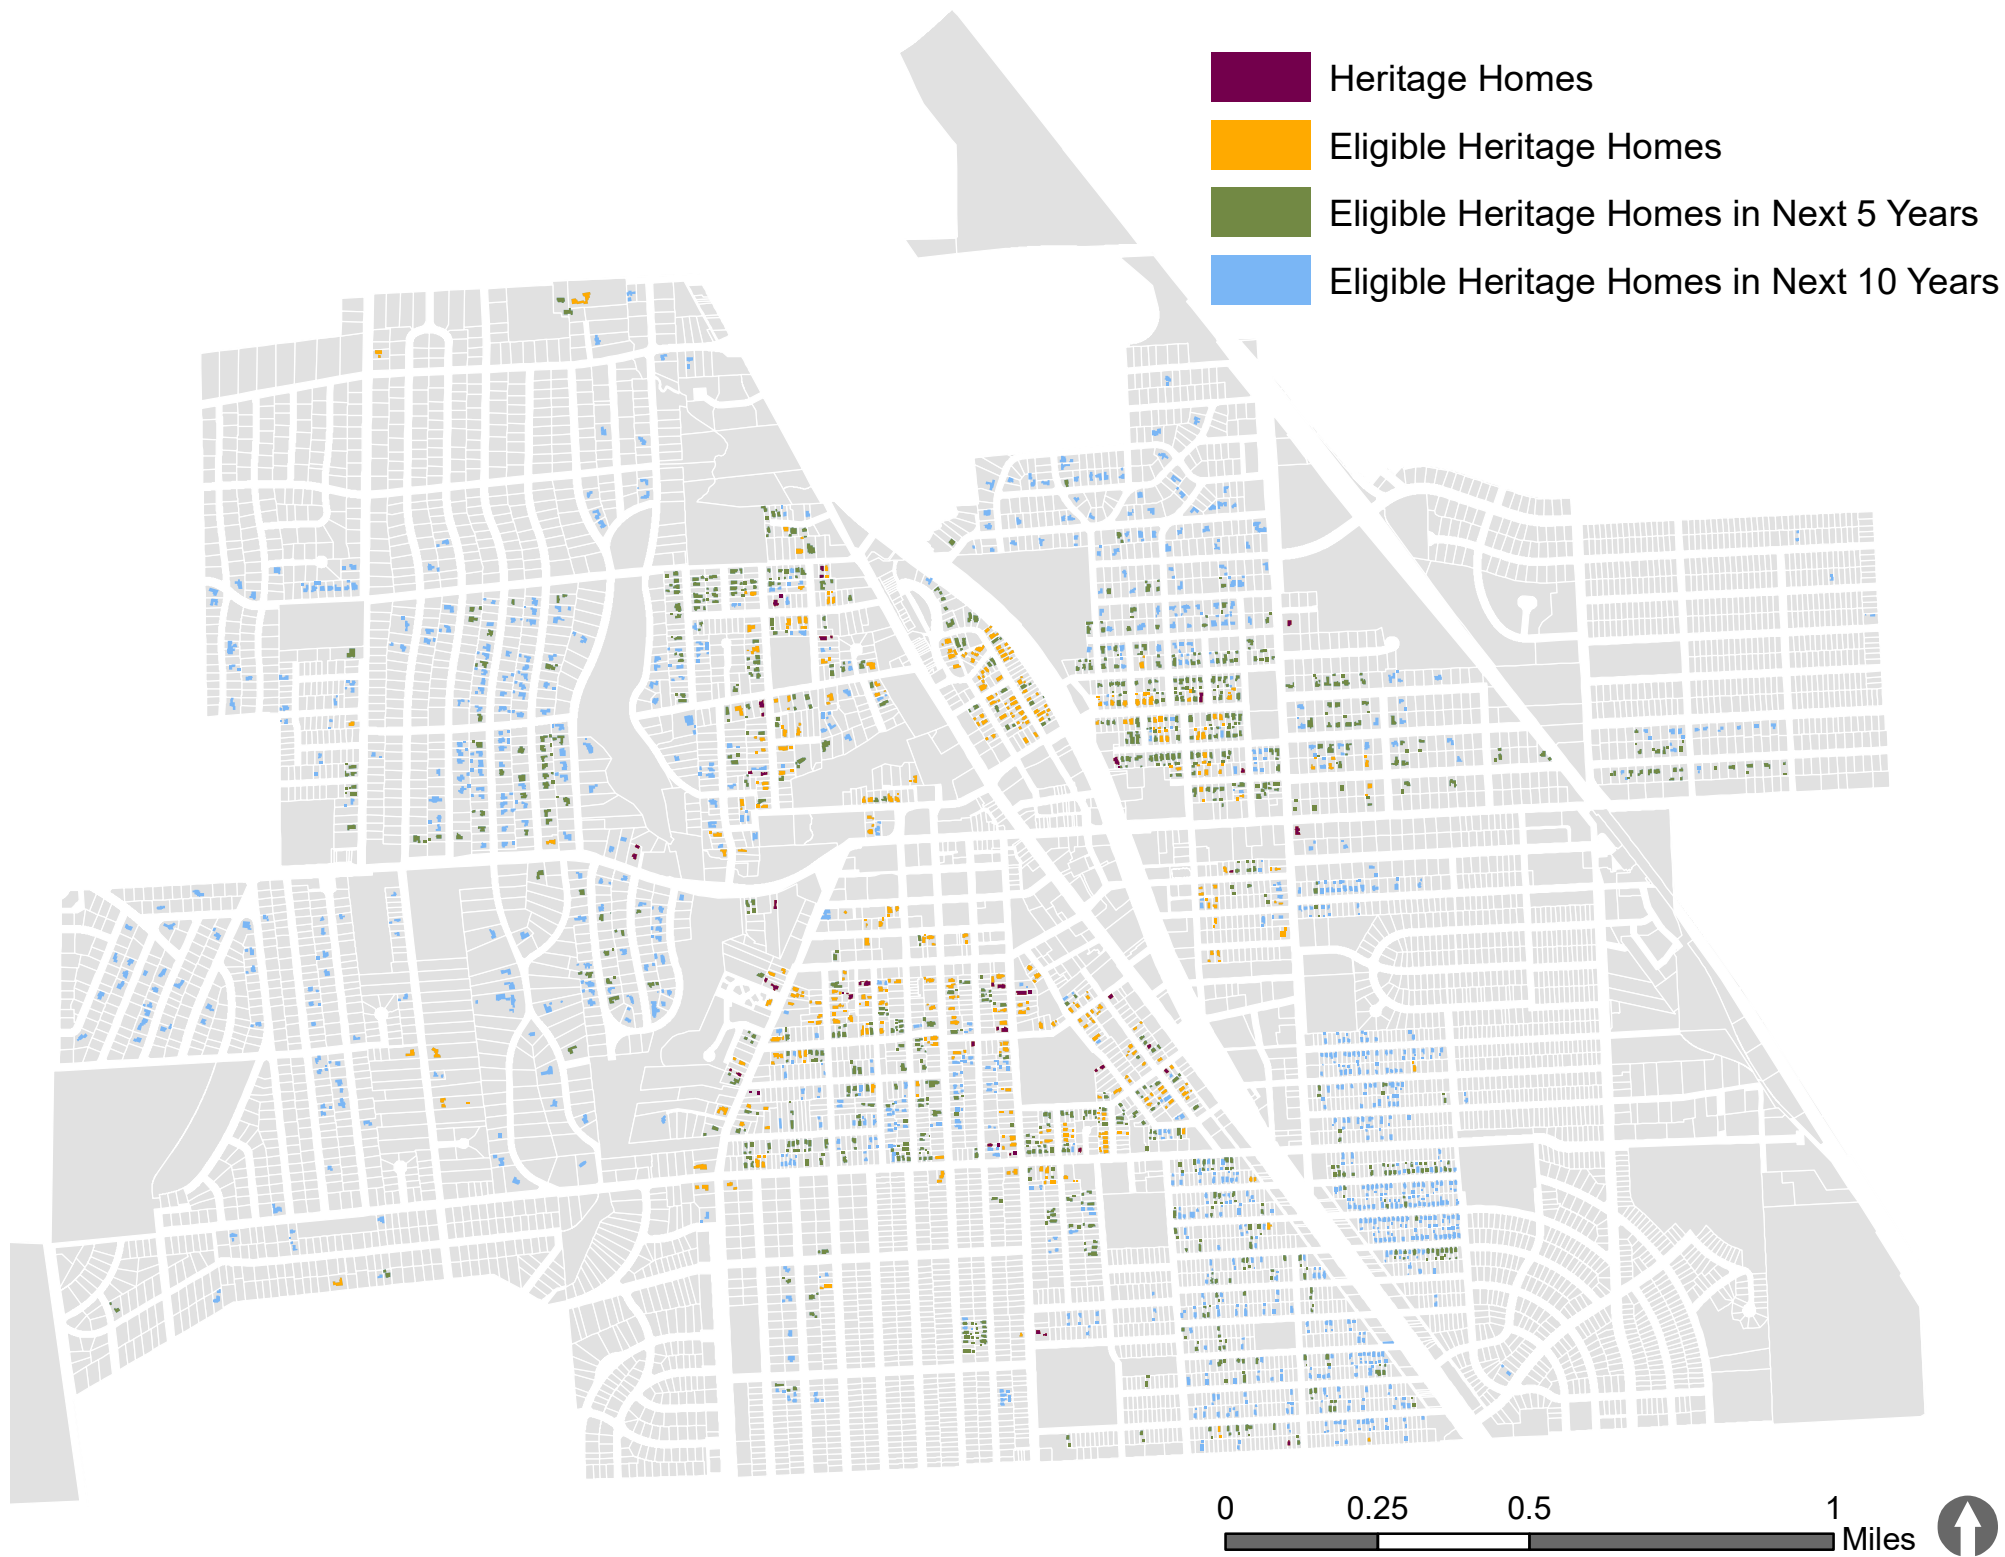 Heritage Homes
Eligible Heritage Homes
Eligible Heritage Homes in Next 5 Years
Eligible Heritage Homes in Next 10 Years
0 0.25 0.5 1
Miles